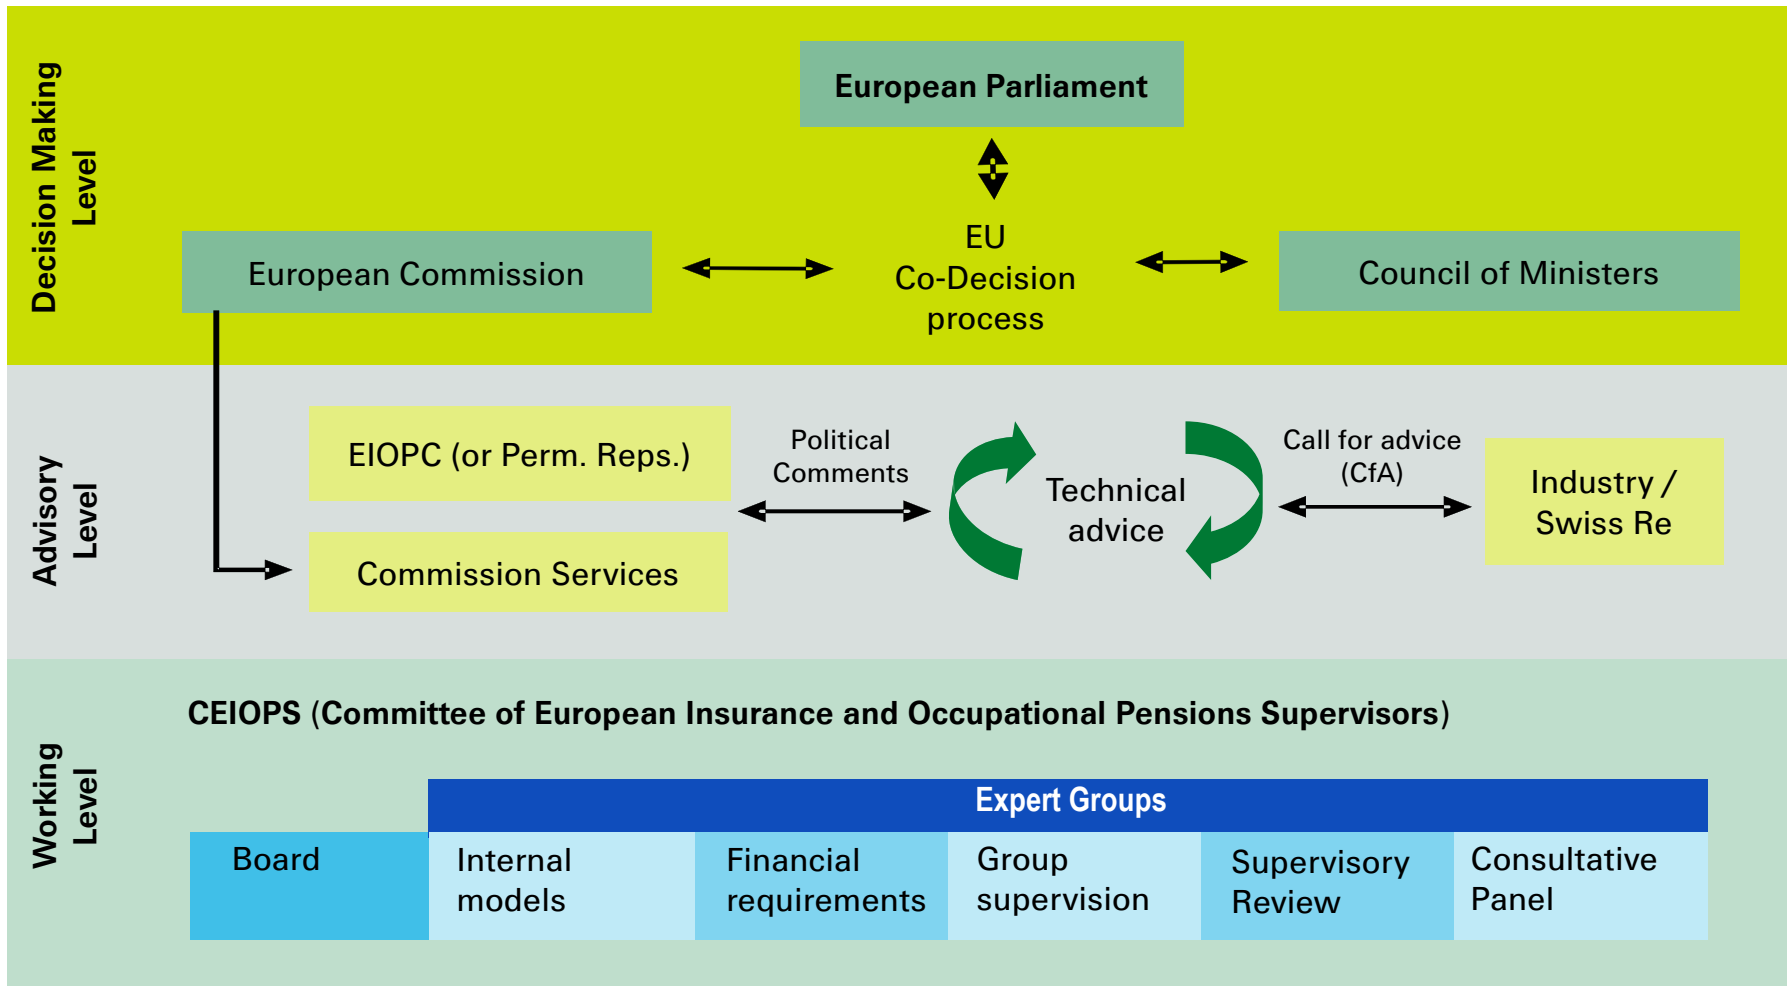 Decision Making
Level
European Parliament
EU
Co-Decision
process
European Commission
Council of Ministers
Advisory
Level
EIOPC (or Perm. Reps.)
Commission Services
Political
Comments
Technical
advice
Call for advice
(CfA)
Industry /
Swiss Re
Working
Level
CEIOPS (Committee of European Insurance and Occupational Pensions Supervisors)
Expert Groups
Board
Internal
models
Financial
requirements
Group
supervision
Supervisory
Review
Consultative
Panel